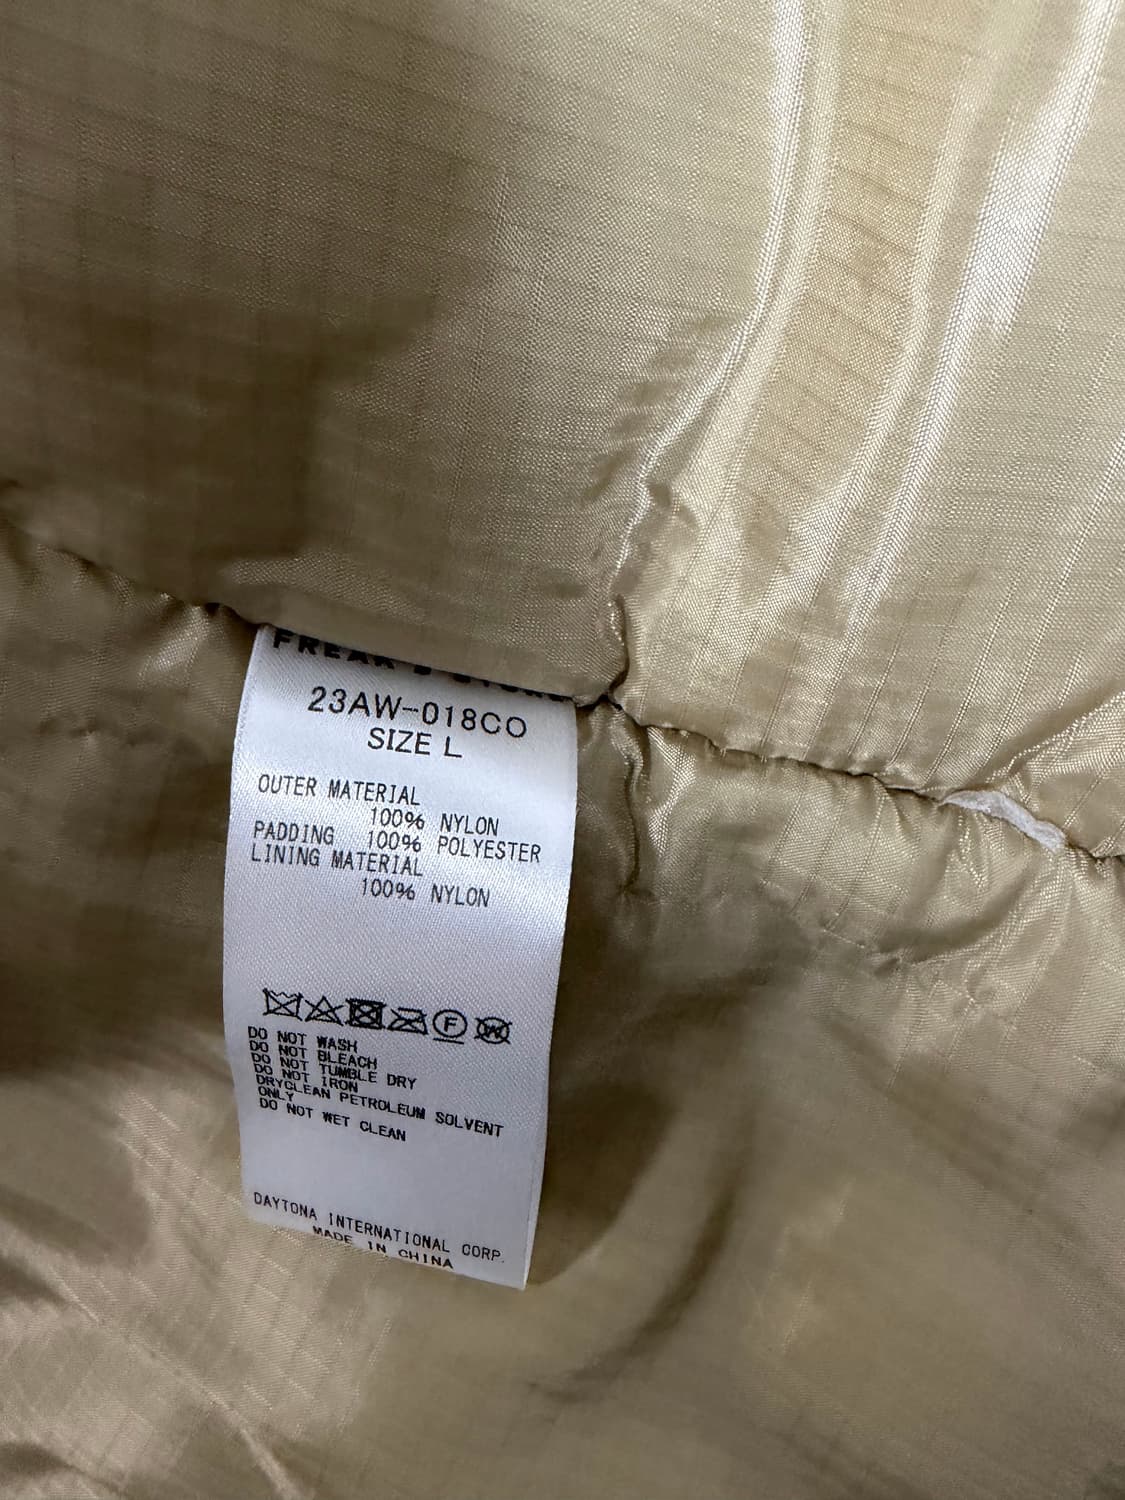 FREAK'S STORE
23AW-018CO
SIZE L
OUTER MATERIAL
100% NYLON
PADDING 100% POLYESTER
LINING MATERIAL
100% NYLON
F W
DO NOT WASH
DO NOT BLEACH
DO NOT TUMBLE DRY
DO NOT IRON
DRYCLEAN PETROLEUM SOLVENT
ONLY
DO NOT WET CLEAN
DAYTONA INTERNATIONAL CORP.
MADE IN CHINA